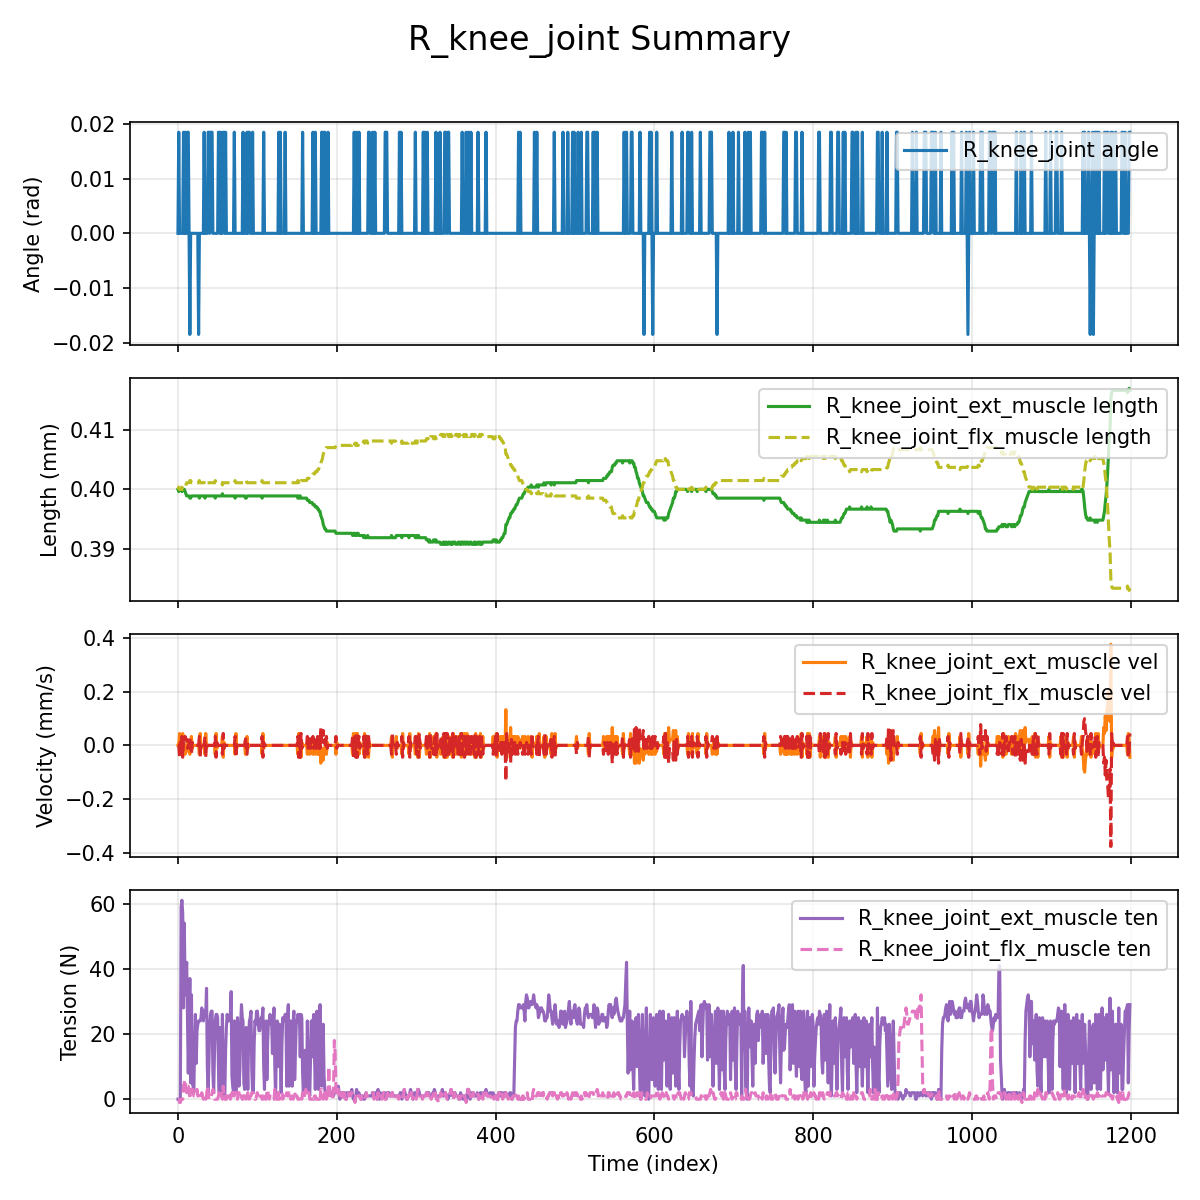 R_knee_joint Summary
0.02
0.01
0.00
−0.01
−0.02
Angle (rad)
R_knee_joint angle
0.41
0.40
0.39
Length (mm)
R_knee_joint_ext_muscle length
R_knee_joint_flx_muscle length
0.4
0.2
0.0
−0.2
−0.4
Velocity (mm/s)
R_knee_joint_ext_muscle vel
R_knee_joint_flx_muscle vel
60
40
20
0
Tension (N)
R_knee_joint_ext_muscle ten
R_knee_joint_flx_muscle ten
0 200 400 600 800 1000 1200
Time (index)